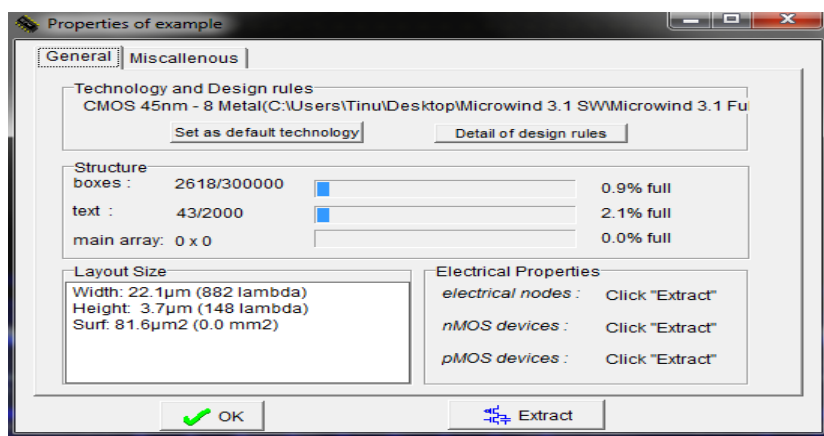 Properties of example
General Miscallenous
Technology and Design rules
CMOS 45nm - 8 Metal(C:\Users\Tinu\Desktop\Microwind 3.1 SW\Microwind 3.1 Fu
Set as default technology Detail of design rules
Structure
boxes : 2618/300000 0.9% full
text : 43/2000 2.1% full
main array: 0 x 0 0.0% full
Layout Size
Width: 22.1µm (882 lambda)
Height: 3.7µm (148 lambda)
Surf: 81.6µm2 (0.0 mm2)
Electrical Properties
electrical nodes : Click "Extract"
nMOS devices : Click "Extract"
pMOS devices : Click "Extract"
OK Extract